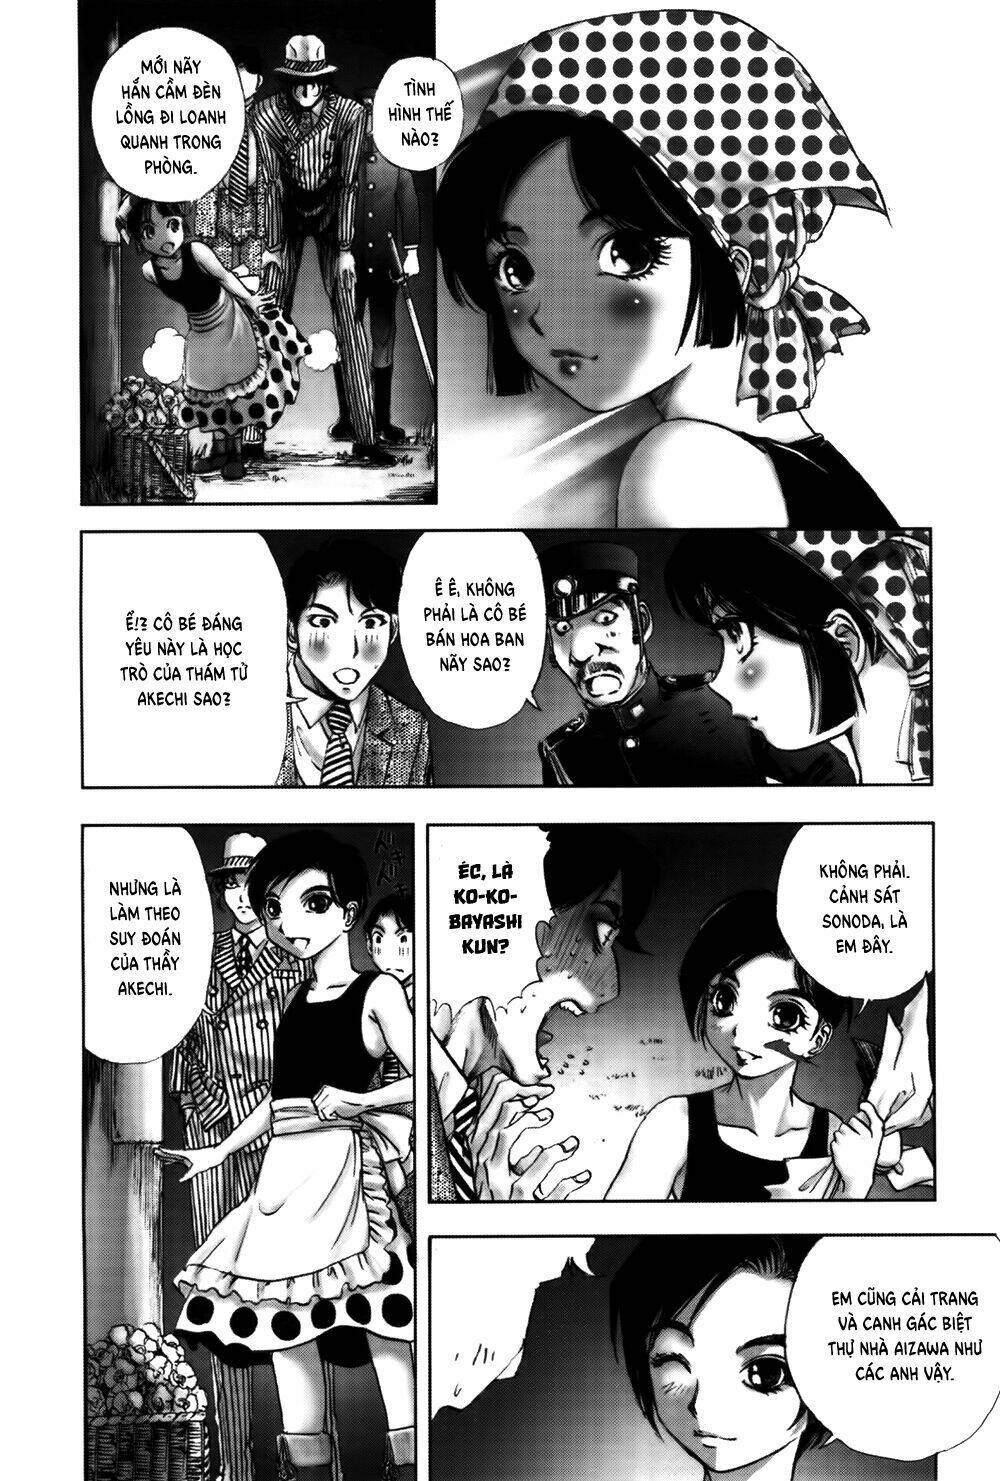 TÌNH
HÌNH THẾ
NÀO?
MỚI NÃY
HẮN CẦM ĐÈN
LỒNG ĐI LOANH
QUANH TRONG
PHÒNG.
Ê Ê, KHÔNG
PHẢI LÀ CÔ BÉ
BÁN HOA BAN
NÃY SAO?
Ể!? CÔ BÉ ĐÁNG
YÊU NÀY LÀ HỌC
TRÒ CỦA THÁM TỬ
AKECHI SAO?
KHÔNG PHẢI.
CẢNH SÁT
SONODA, LÀ
EM ĐÂY.
ÉC, LÀ
KO-KO-
BAYASHI
KUN?
EM CŨNG CẢI TRANG
VÀ CANH GÁC BIỆT
THỰ NHÀ AIZAWA NHƯ
CÁC ANH VẬY.
NHƯNG LÀ
LÀM THEO
SUY ĐOÁN
CỦA THẦY
AKECHI.